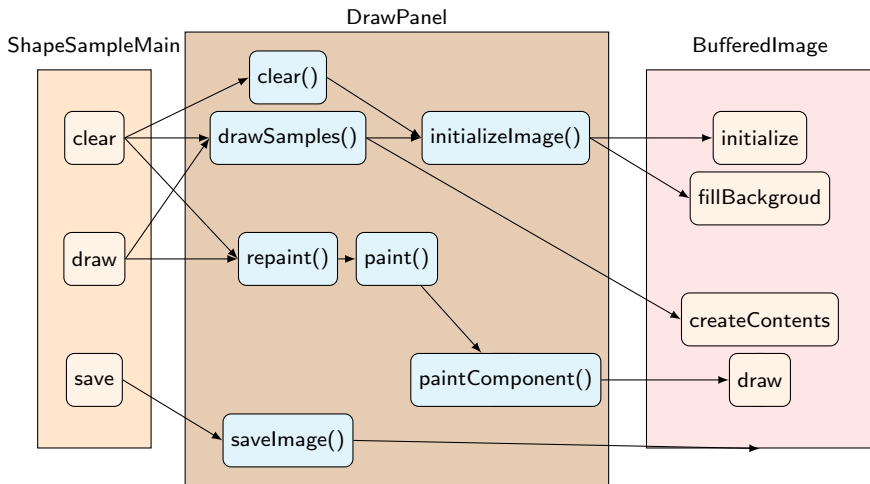 DrawPanel
ShapeSampleMain
BufferedImage
clear()
clear
drawSamples()
initializeImage()
initialize
fillBackgroud
draw
repaint()
paint()
createContents
save
paintComponent()
draw
saveImage()